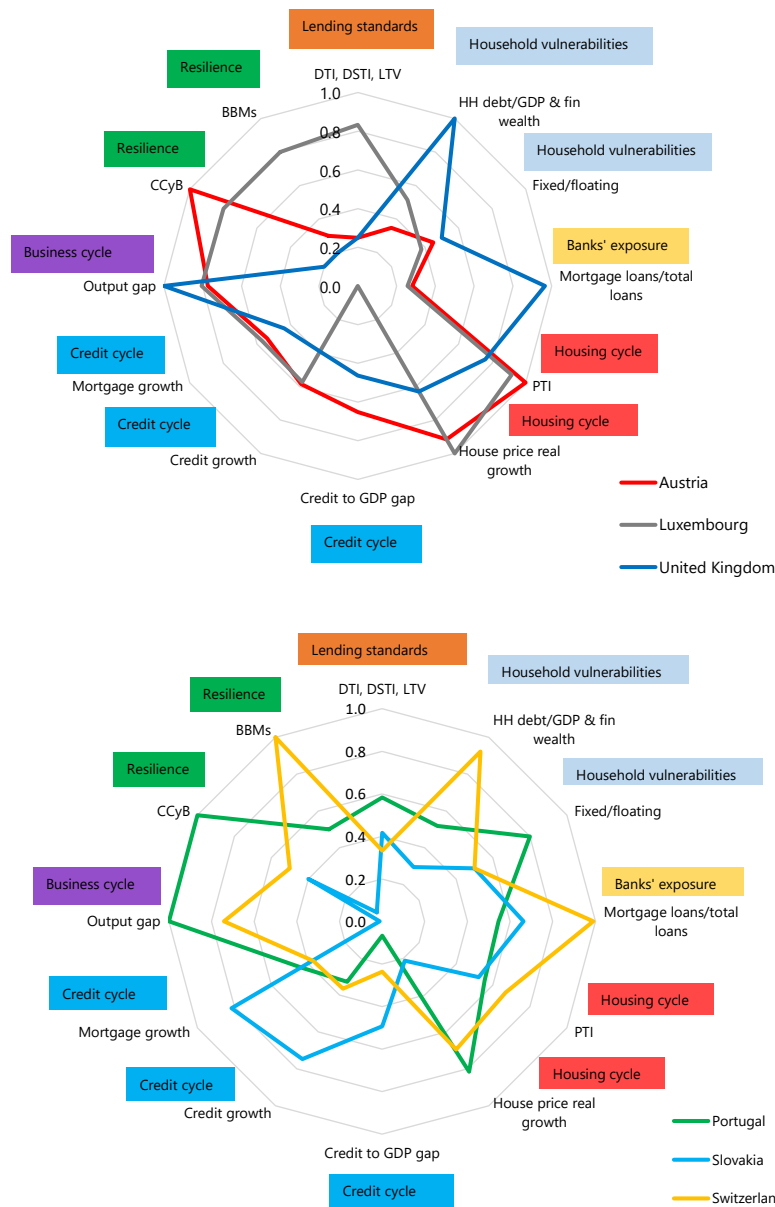 Lending standards
Household vulnerabilities
Resilience
DTI, DSTI, LTV
1.0
HH debt/GDP & fin
wealth
BBMs
0.8
Household vulnerabilities
Resilience
0.6
CCyB
Fixed/floating
0.4
Business cycle
0.2
Banks' exposure
Output gap
0.0
Mortgage loans/total
loans
Credit cycle
Housing cycle
Mortgage growth
PTI
Credit cycle
Housing cycle
Credit growth
House price real
growth
Credit to GDP gap
Credit cycle
Austria
Luxembourg
United Kingdom
Lending standards
Household vulnerabilities
Resilience
DTI, DSTI, LTV
1.0
HH debt/GDP & fin
wealth
BBMs
0.8
Resilience
Household vulnerabilities
CCyB
0.6
Fixed/floating
0.4
Business cycle
0.2
Banks' exposure
Output gap
0.0
Mortgage loans/total
loans
Credit cycle
Housing cycle
Mortgage growth
PTI
Credit cycle
Housing cycle
Credit growth
House price real
growth
Credit to GDP gap
Credit cycle
Portugal
Slovakia
Switzerlan